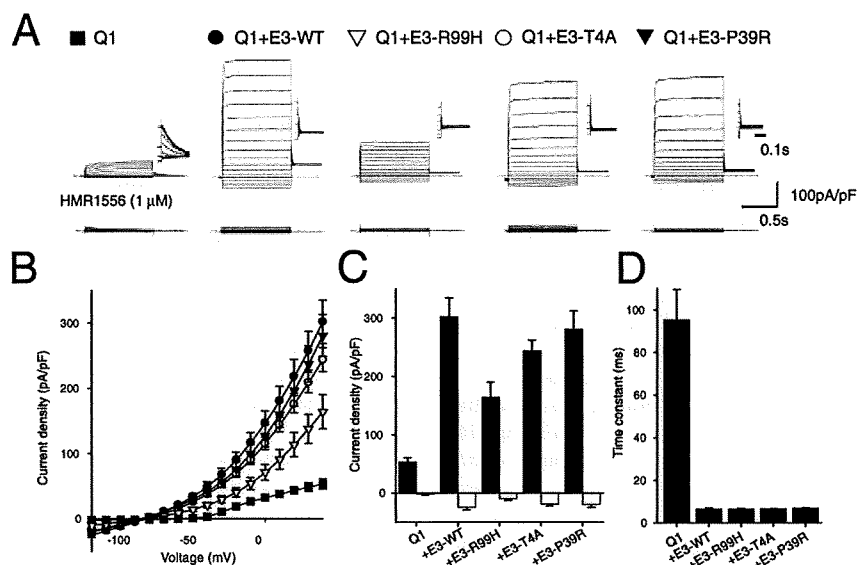 A
■ Q1 ● Q1+E3-WT ▽ Q1+E3-R99H ○ Q1+E3-T4A ▼ Q1+E3-P39R
0.1s
HMR1556 (1 µM)
100pA/pF
0.5s
B
Current density (pA/pF)
300
200
100
0
-100 -50 0
Voltage (mV)
C
Current density (pA/pF)
300
200
100
0
Q1
+E3-WT
+E3-R99H
+E3-T4A
+E3-P39R
D
Time constant (ms)
100
80
60
40
20
0
Q1
+E3-WT
+E3-R99H
+E3-T4A
+E3-P39R